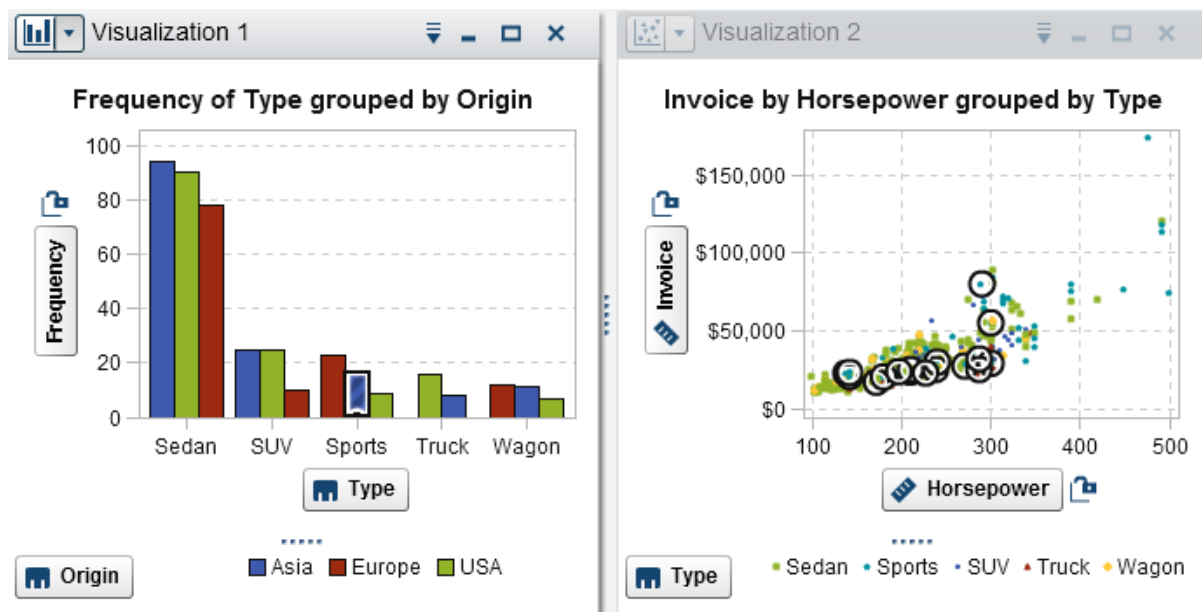 Visualization 1
Frequency of Type grouped by Origin
100
80
60
40
20
0
Frequency
Sedan SUV Sports Truck Wagon
Type
Origin
Asia Europe USA
Visualization 2
Invoice by Horsepower grouped by Type
$150,000
$100,000
$50,000
$0
Invoice
100 200 300 400 500
Horsepower
Type
Sedan Sports SUV Truck Wagon